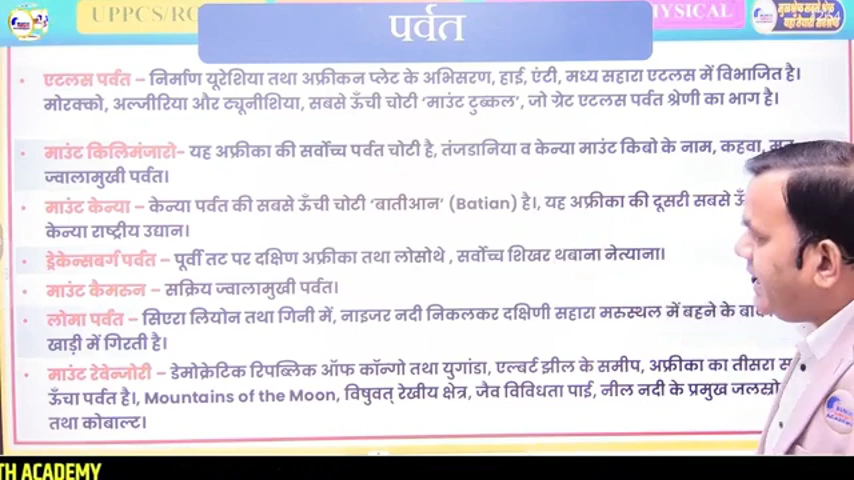 UPPCS/RO
पर्वत
PHYSICAL
• एटलस पर्वत – निर्माण यूरेशिया तथा अफ्रीकन प्लेट के अभिसरण, हाई, एंटी, मध्य सहारा एटलस में विभाजित है।
मोरक्को, अल्जीरिया और ट्यूनीशिया, सबसे ऊँची चोटी ‘माउंट टुब्कल’, जो ग्रेट एटलस पर्वत श्रेणी का भाग है।
• माउंट किलिमंजारो- यह अफ्रीका की सर्वोच्च पर्वत चोटी है, तंजडानिया व केन्या माउंट किबो के नाम, कहवा,
ज्वालामुखी पर्वत।
• माउंट केन्या – केन्या पर्वत की सबसे ऊँची चोटी ‘बातीआन’ (Batian) है।, यह अफ्रीका की दूसरी सबसे
केन्या राष्ट्रीय उद्यान।
• ड्रेकेन्सबर्ग पर्वत – पूर्वी तट पर दक्षिण अफ्रीका तथा लोसोथे , सर्वोच्च शिखर थबाना नेत्याना।
• माउंट कैमरुन – सक्रिय ज्वालामुखी पर्वत।
• लोमा पर्वत – सिएरा लियोन तथा गिनी में, नाइजर नदी निकलकर दक्षिणी सहारा मरुस्थल में बहने के
खाड़ी में गिरती है।
• माउंट रेवेन्जोरी – डेमोक्रेटिक रिपब्लिक ऑफ कॉन्गो तथा युगांडा, एल्बर्ट झील के समीप, अफ्रीका का तीसरा
ऊँचा पर्वत है।, Mountains of the Moon, विषुवत् रेखीय क्षेत्र, जैव विविधता पाई, नील नदी के प्रमुख
तथा कोबाल्ट।
TH ACADEMY